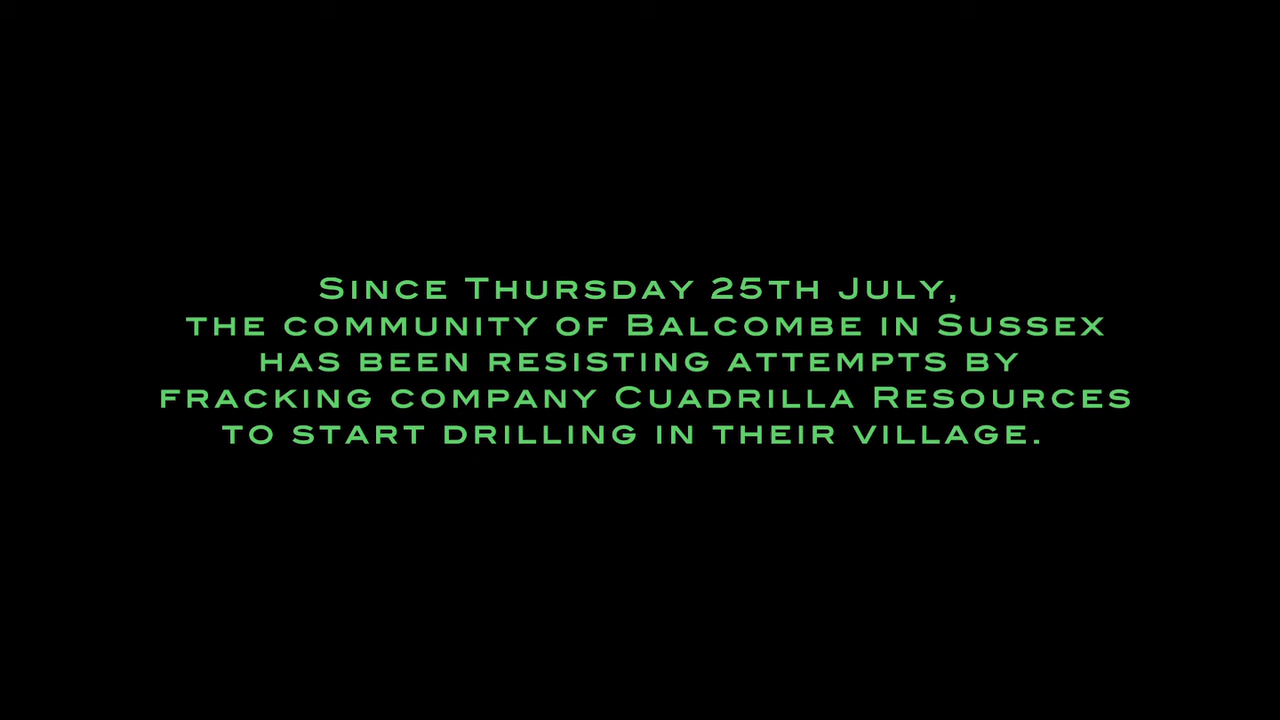 Since Thursday 25th July,
the community of Balcombe in Sussex
has been resisting attempts by
fracking company Cuadrilla Resources
to start drilling in their village.